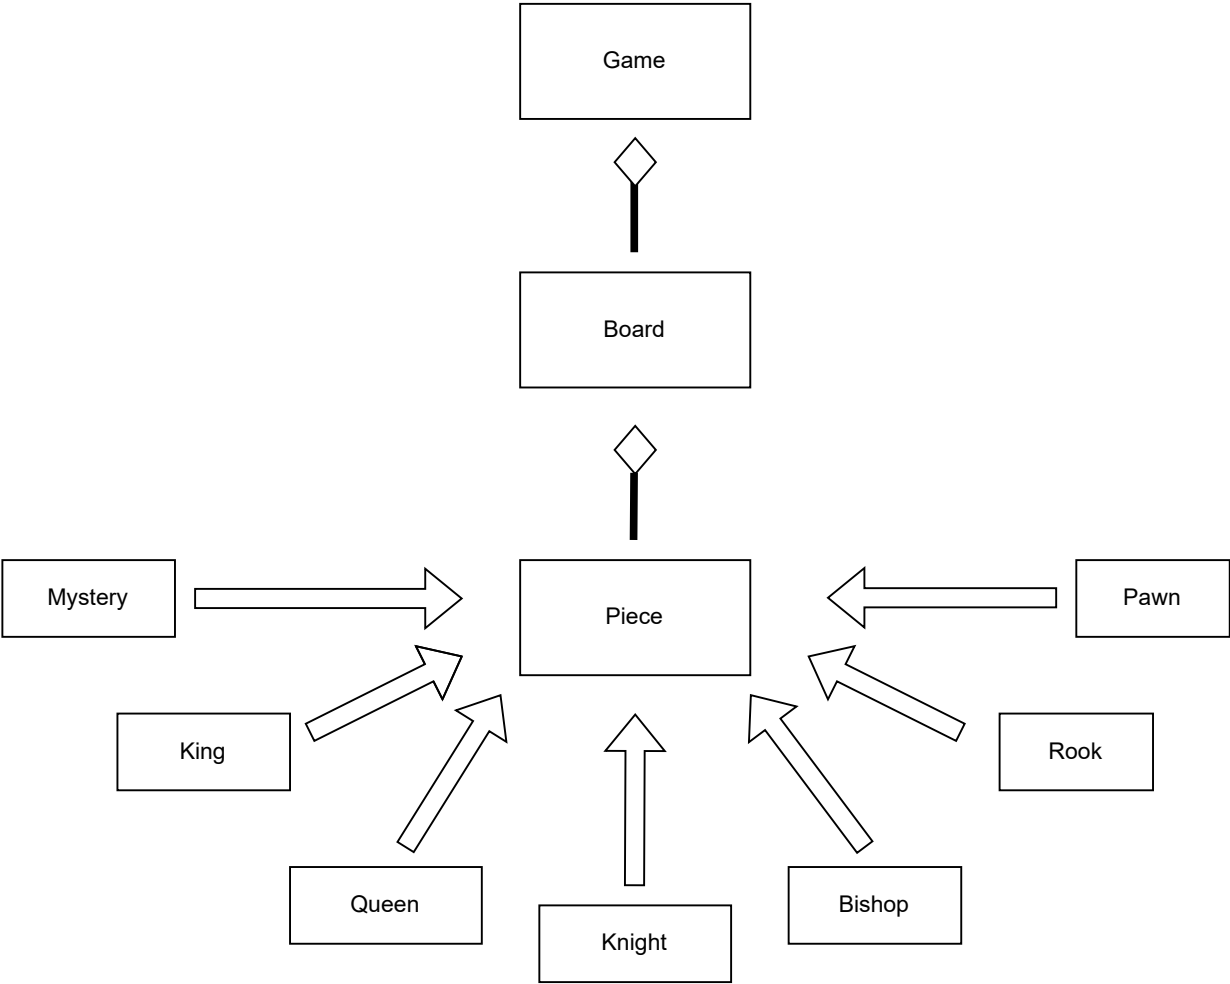 Game
Board
Mystery
Piece
Pawn
King
Rook
Queen
Bishop
Knight